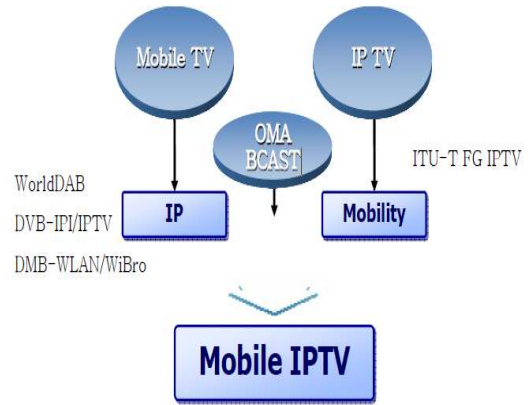 Mobile TV
IP TV
OMA
BCAST
ITU-T FG IPTV
WorldDAB
DVB-IPI/IPTV
DMB-WLAN/WiBro
IP
Mobility
Mobile IPTV